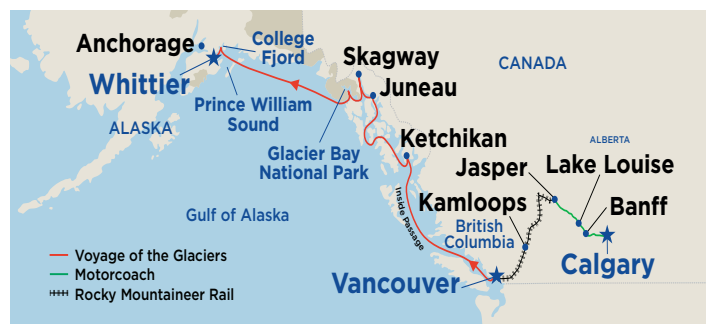 Anchorage
College
Fjord
Whittier
Prince William
Sound
ALASKA
Skagway
Juneau
CANADA
Glacier Bay
National Park
Ketchikan
ALBERTA
Jasper
Lake Louise
Kamloops
Banff
Inside Passage
Gulf of Alaska
British
Columbia
Calgary
Vancouver
Voyage of the Glaciers
Motorcoach
Rocky Mountaineer Rail